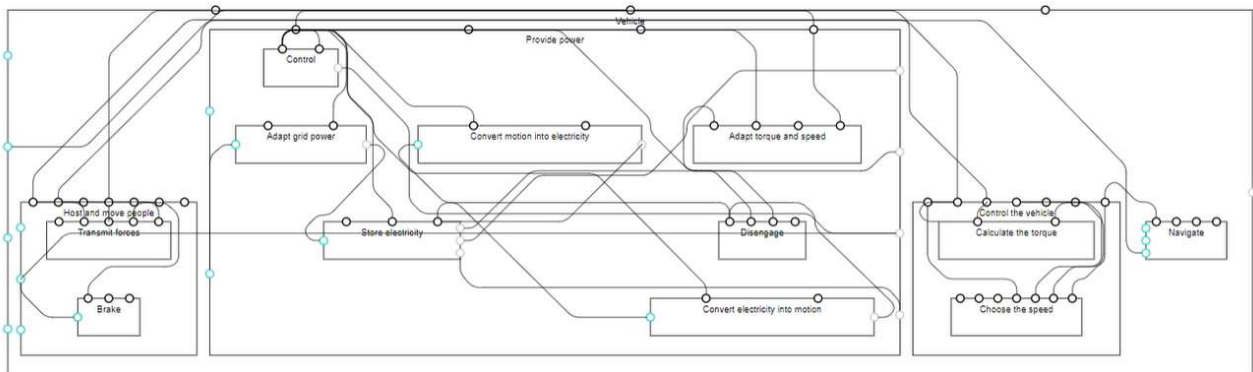 Vehicle
Provide power
Control
Adapt grid power
Convert motion into electricity
Adapt torque and speed
Host and move people
Transmit forces
Store electricity
Disengage
Control the vehicle
Calculate the torque
Navigate
Brake
Convert electricity into motion
Choose the speed